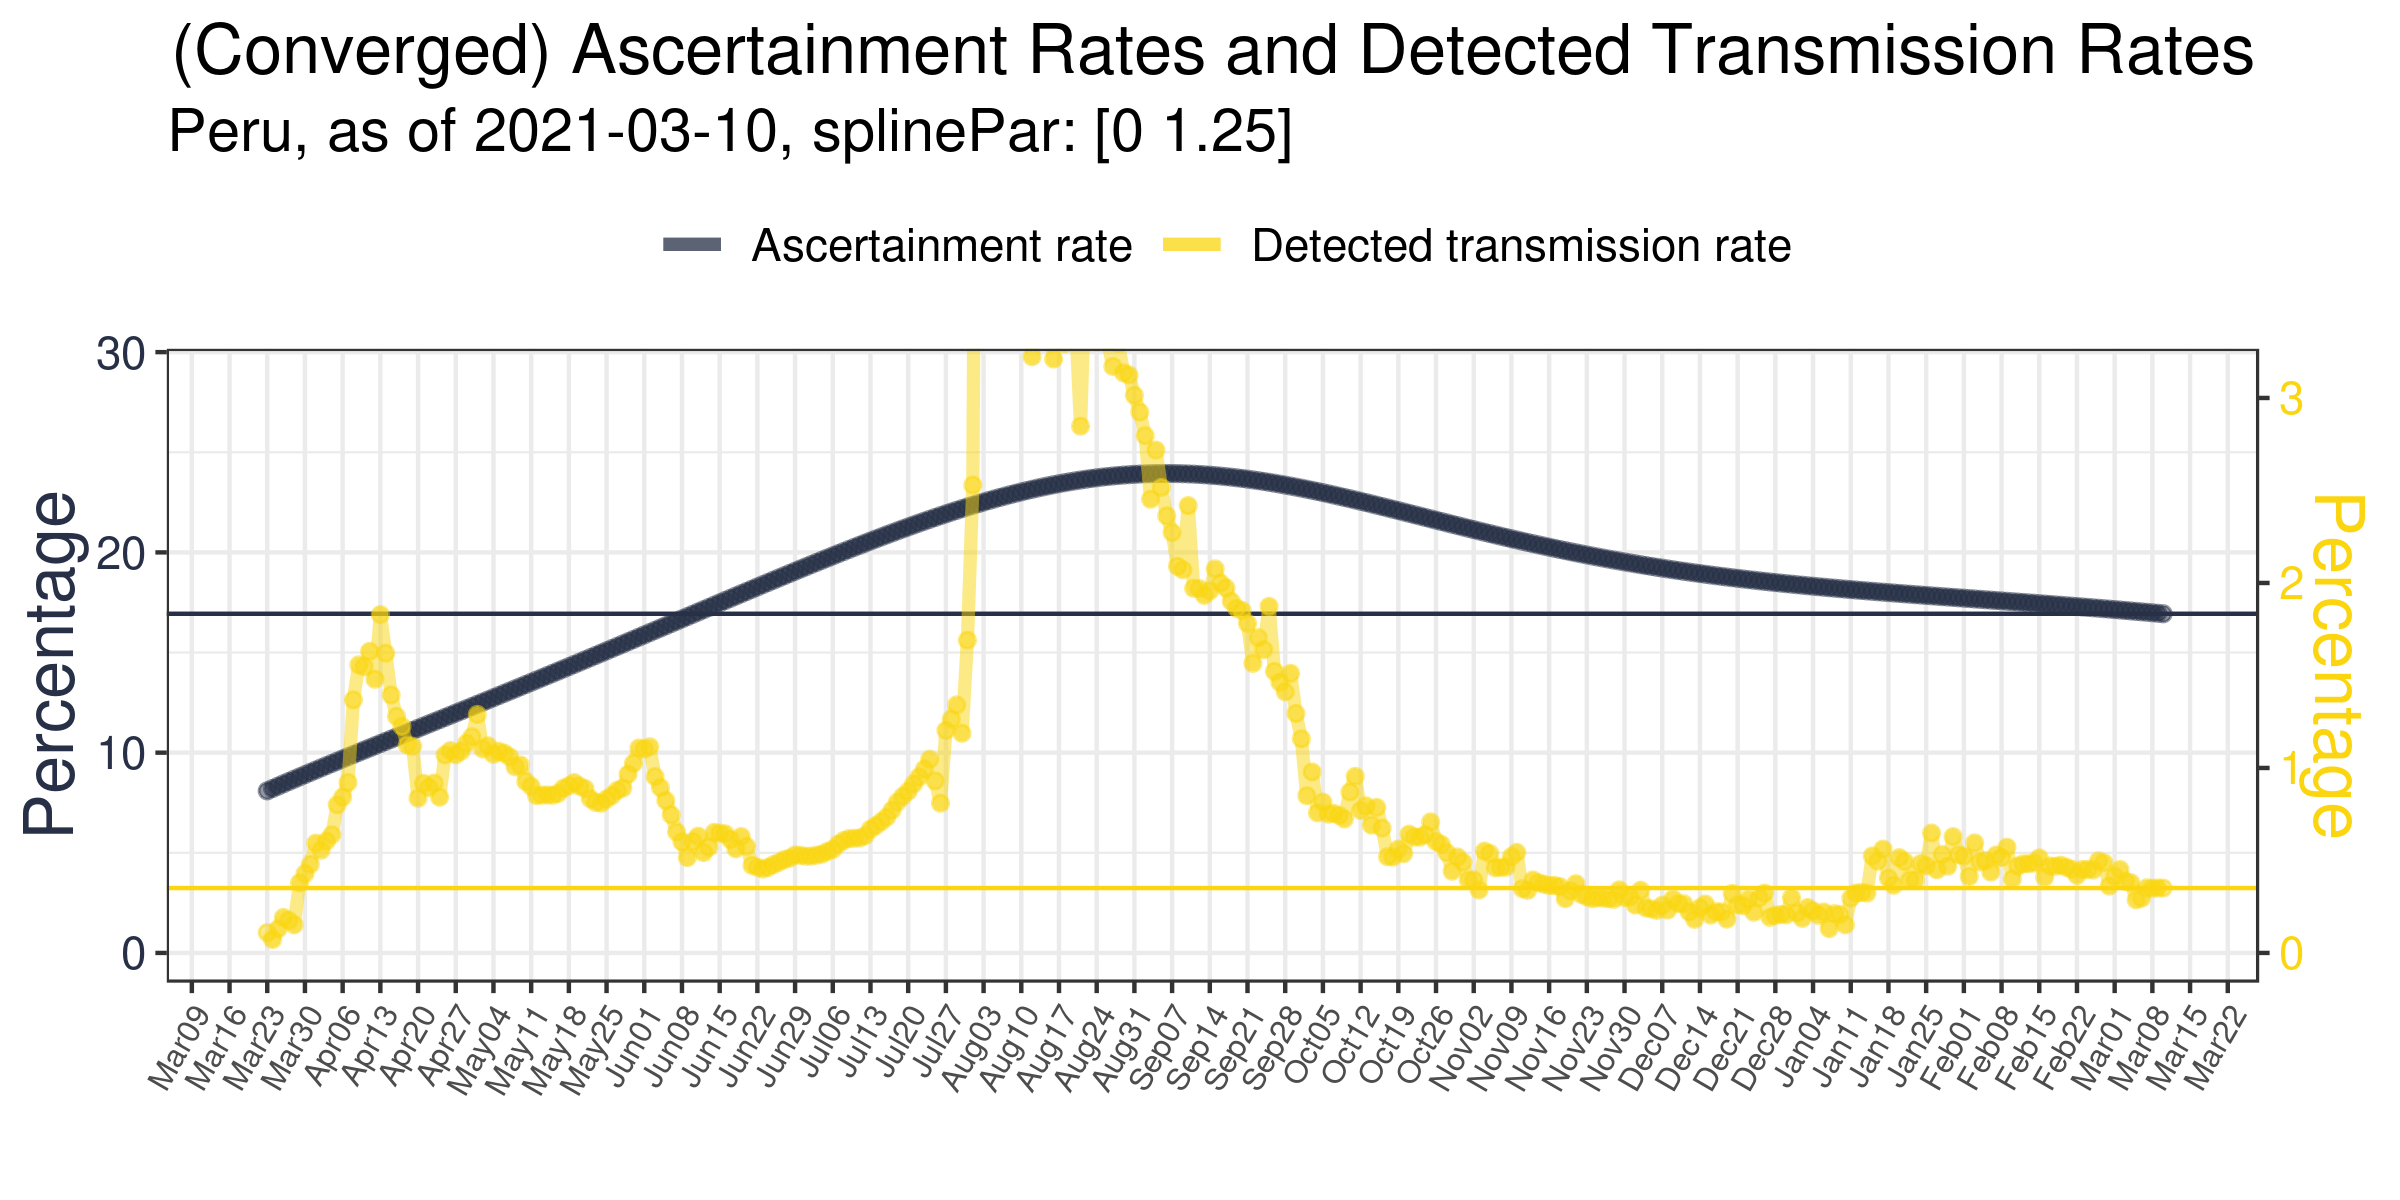 (Converged) Ascertainment Rates and Detected Transmission Rates
Peru, as of 2021-03-10, splinePar: [0 1.25]
Ascertainment rate
Detected transmission rate
Percentage
30
20
10
0
3
2
1
0
Percentage
Mar09
Mar16
Mar23
Mar30
Apr06
Apr13
Apr20
Apr27
May04
May11
May18
May25
Jun01
Jun08
Jun15
Jun22
Jun29
Jul06
Jul13
Jul20
Jul27
Aug03
Aug10
Aug17
Aug24
Aug31
Sep07
Sep14
Sep21
Sep28
Oct05
Oct12
Oct19
Oct26
Nov02
Nov09
Nov16
Nov23
Nov30
Dec07
Dec14
Dec21
Dec28
Jan04
Jan11
Jan18
Jan25
Feb01
Feb08
Feb15
Feb22
Mar01
Mar08
Mar15
Mar22